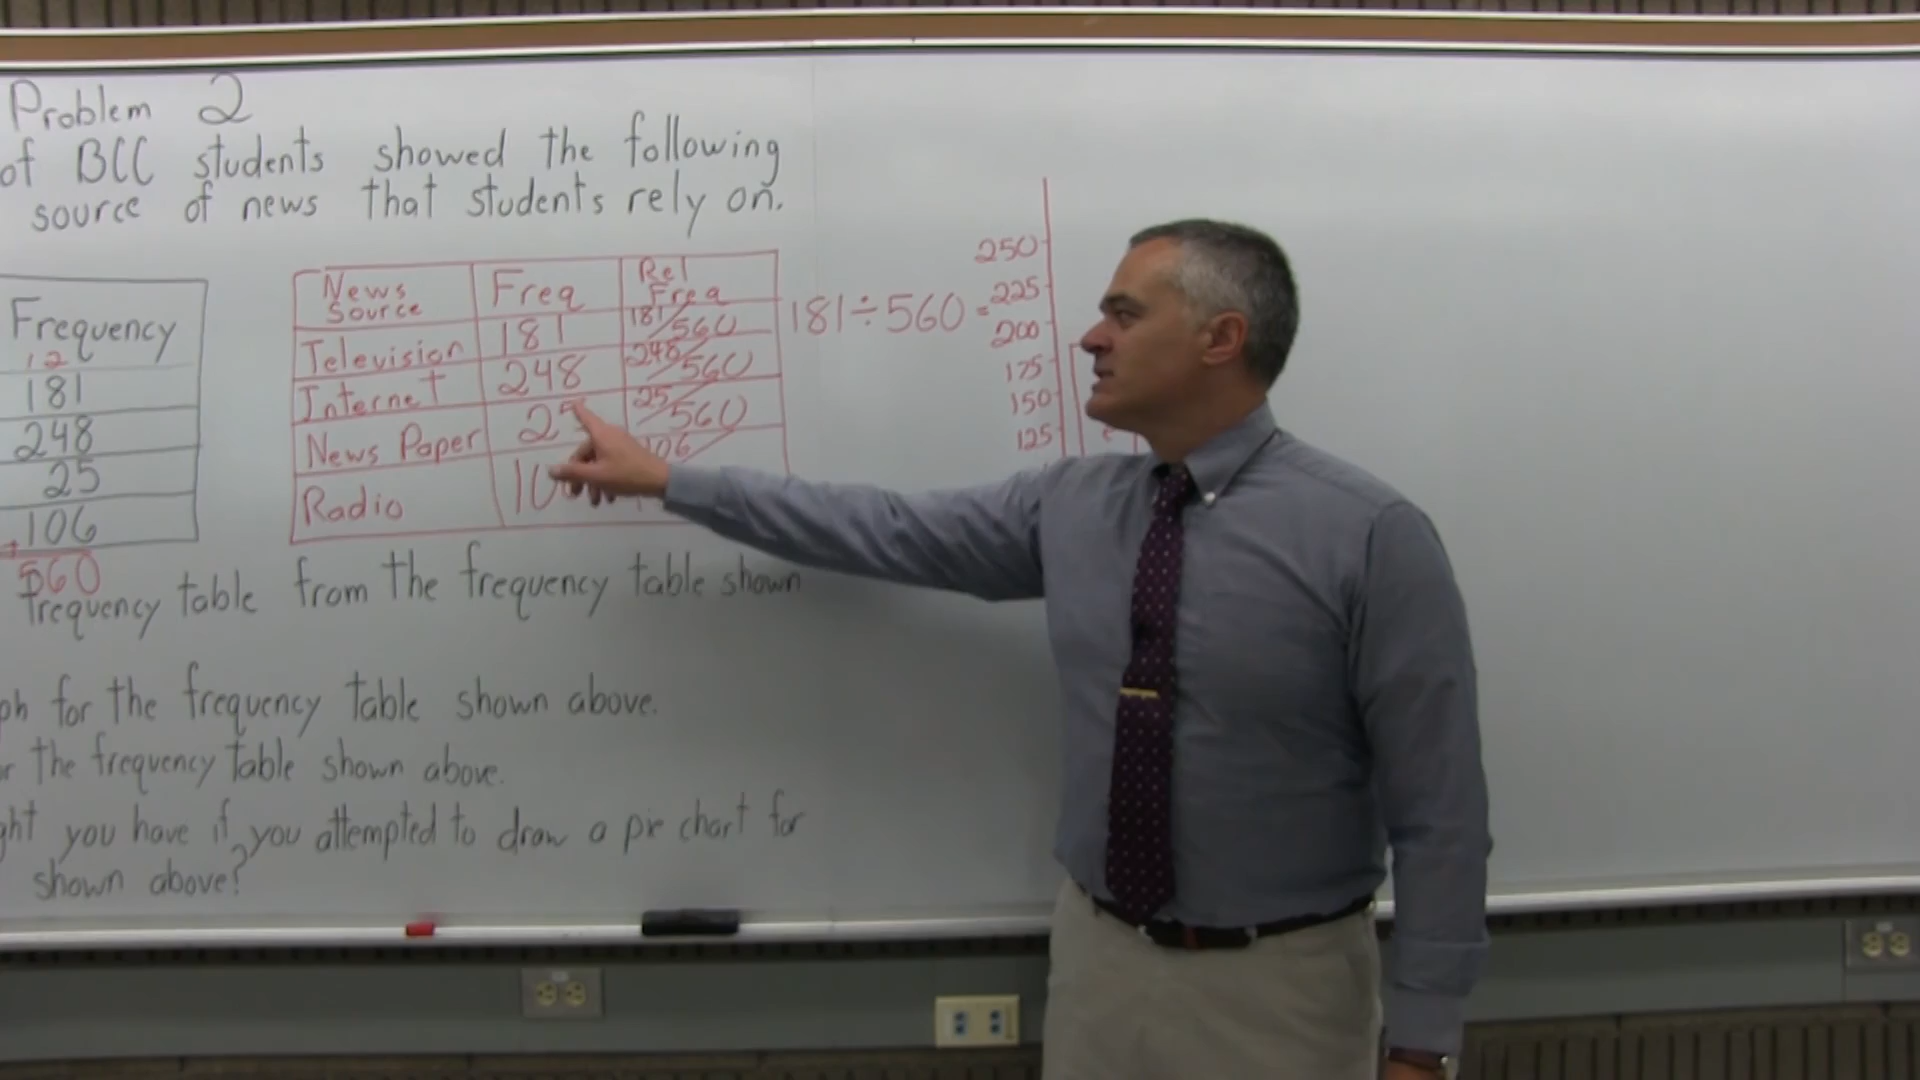 Problem 2
of BCC students showed the following
source of news that students rely on.
Frequency
1 2
181
248
25
+ 106
560
News Source Freq Rel Freq
Television 181 181/560
Internet 248 248/560
News Paper 25 25/560
Radio 106
181 ÷ 560 =
250
225
200
175
150
125
frequency table from the frequency table shown
for the frequency table shown above.
the frequency table shown above.
you have if you attempted to draw a pie chart for
shown above?